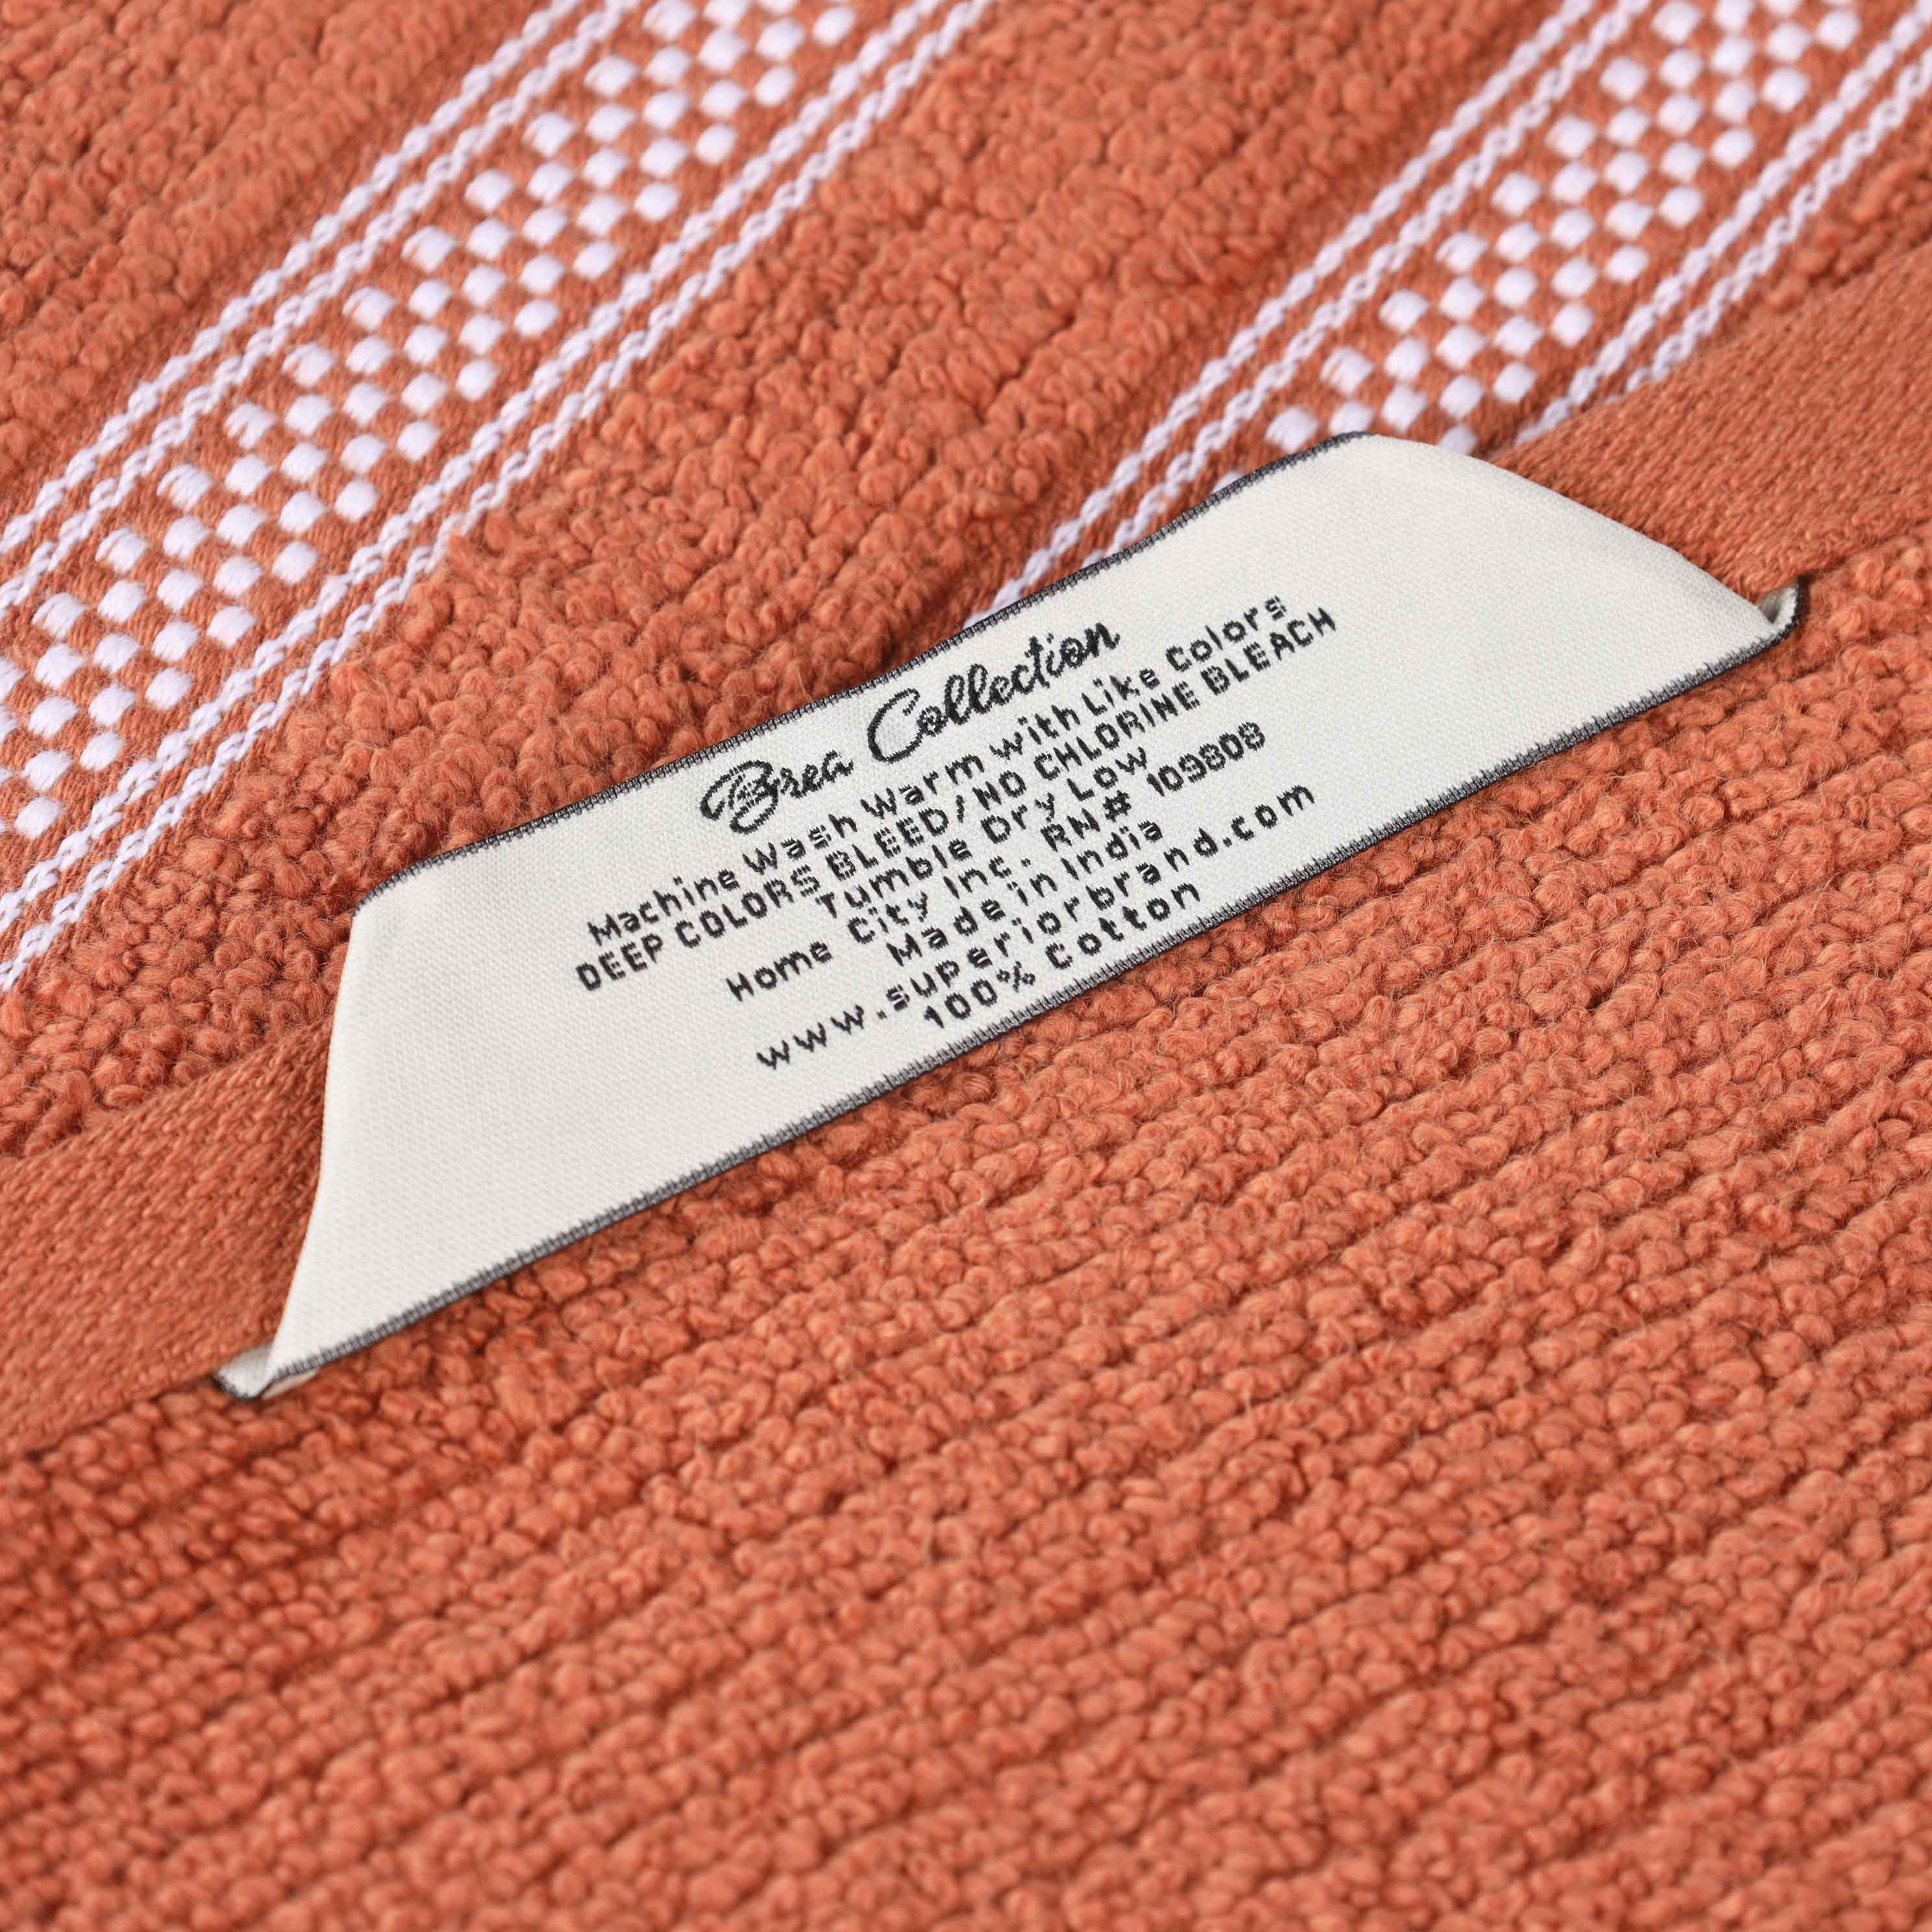 Brea Collection
Machine Wash Warm with Like Colors
DEEP COLORS BLEED/NO CHLORINE BLEACH
Tumble Dry Low
Home City Inc. RN# 109808
Made in India
www.superiorbrand.com
100% Cotton